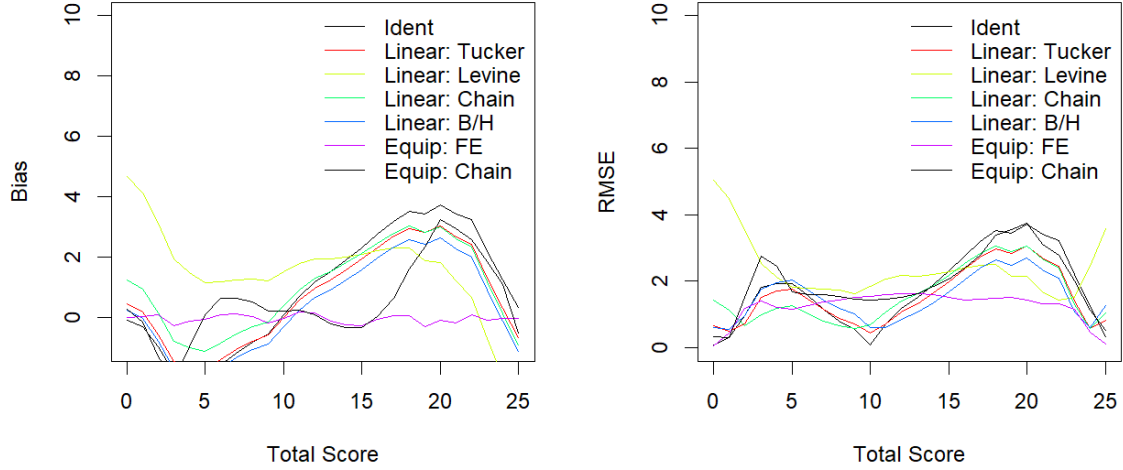 10
8
6
4
2
0
Bias
0
5
10
15
20
25
Total Score
Ident
Linear: Tucker
Linear: Levine
Linear: Chain
Linear: B/H
Equip: FE
Equip: Chain
10
8
6
4
2
0
RMSE
0
5
10
15
20
25
Total Score
Ident
Linear: Tucker
Linear: Levine
Linear: Chain
Linear: B/H
Equip: FE
Equip: Chain